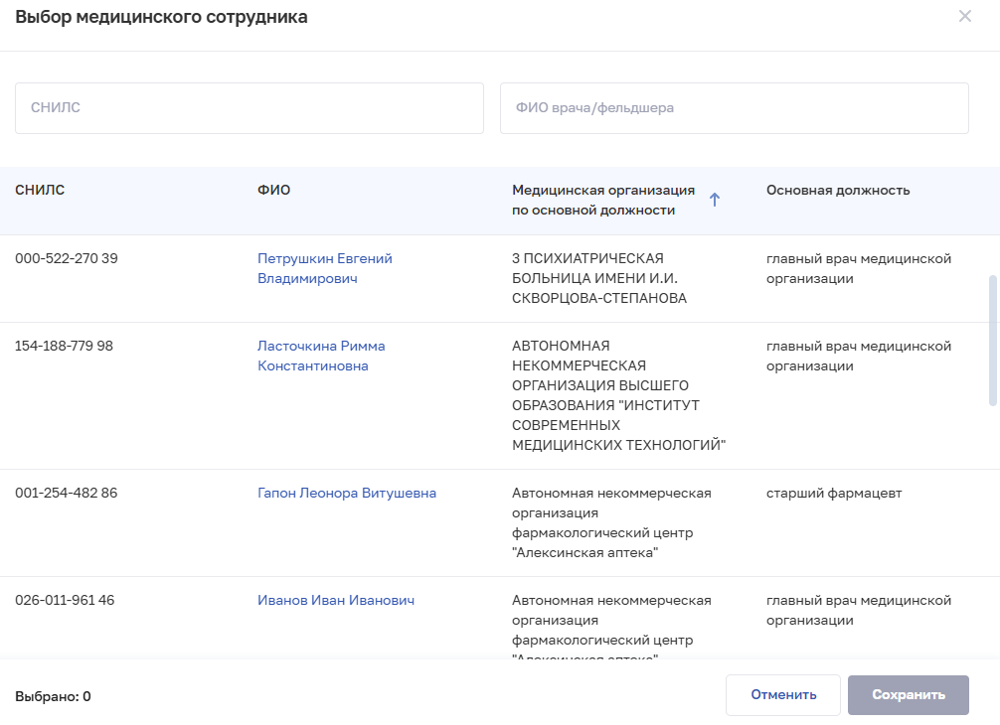 Выбор медицинского сотрудника
СНИЛС
ФИО врача/фельдшера
СНИЛС
ФИО
Медицинская организация
по основной должности
Основная должность
000-522-270 39
Петрушкин Евгений
Владимирович
3 ПСИХИАТРИЧЕСКАЯ
БОЛЬНИЦА ИМЕНИ И.И.
СКВОРЦОВА-СТЕПАНОВА
главный врач медицинской
организации
154-188-779 98
Ласточкина Римма
Константиновна
АВТОНОМНАЯ
НЕКОММЕРЧЕСКАЯ
ОРГАНИЗАЦИЯ ВЫСШЕГО
ОБРАЗОВАНИЯ "ИНСТИТУТ
СОВРЕМЕННЫХ
МЕДИЦИНСКИХ ТЕХНОЛОГИЙ"
главный врач медицинской
организации
001-254-482 86
Гапон Леонора Витушевна
Автономная некоммерческая
организация
фармакологический центр
"Алексинская аптека"
старший фармацевт
026-011-961 46
Иванов Иван Иванович
Автономная некоммерческая
организация
фармакологический центр
"Алексинская аптека"
главный врач медицинской
организации
Выбрано: 0
Отменить
Сохранить